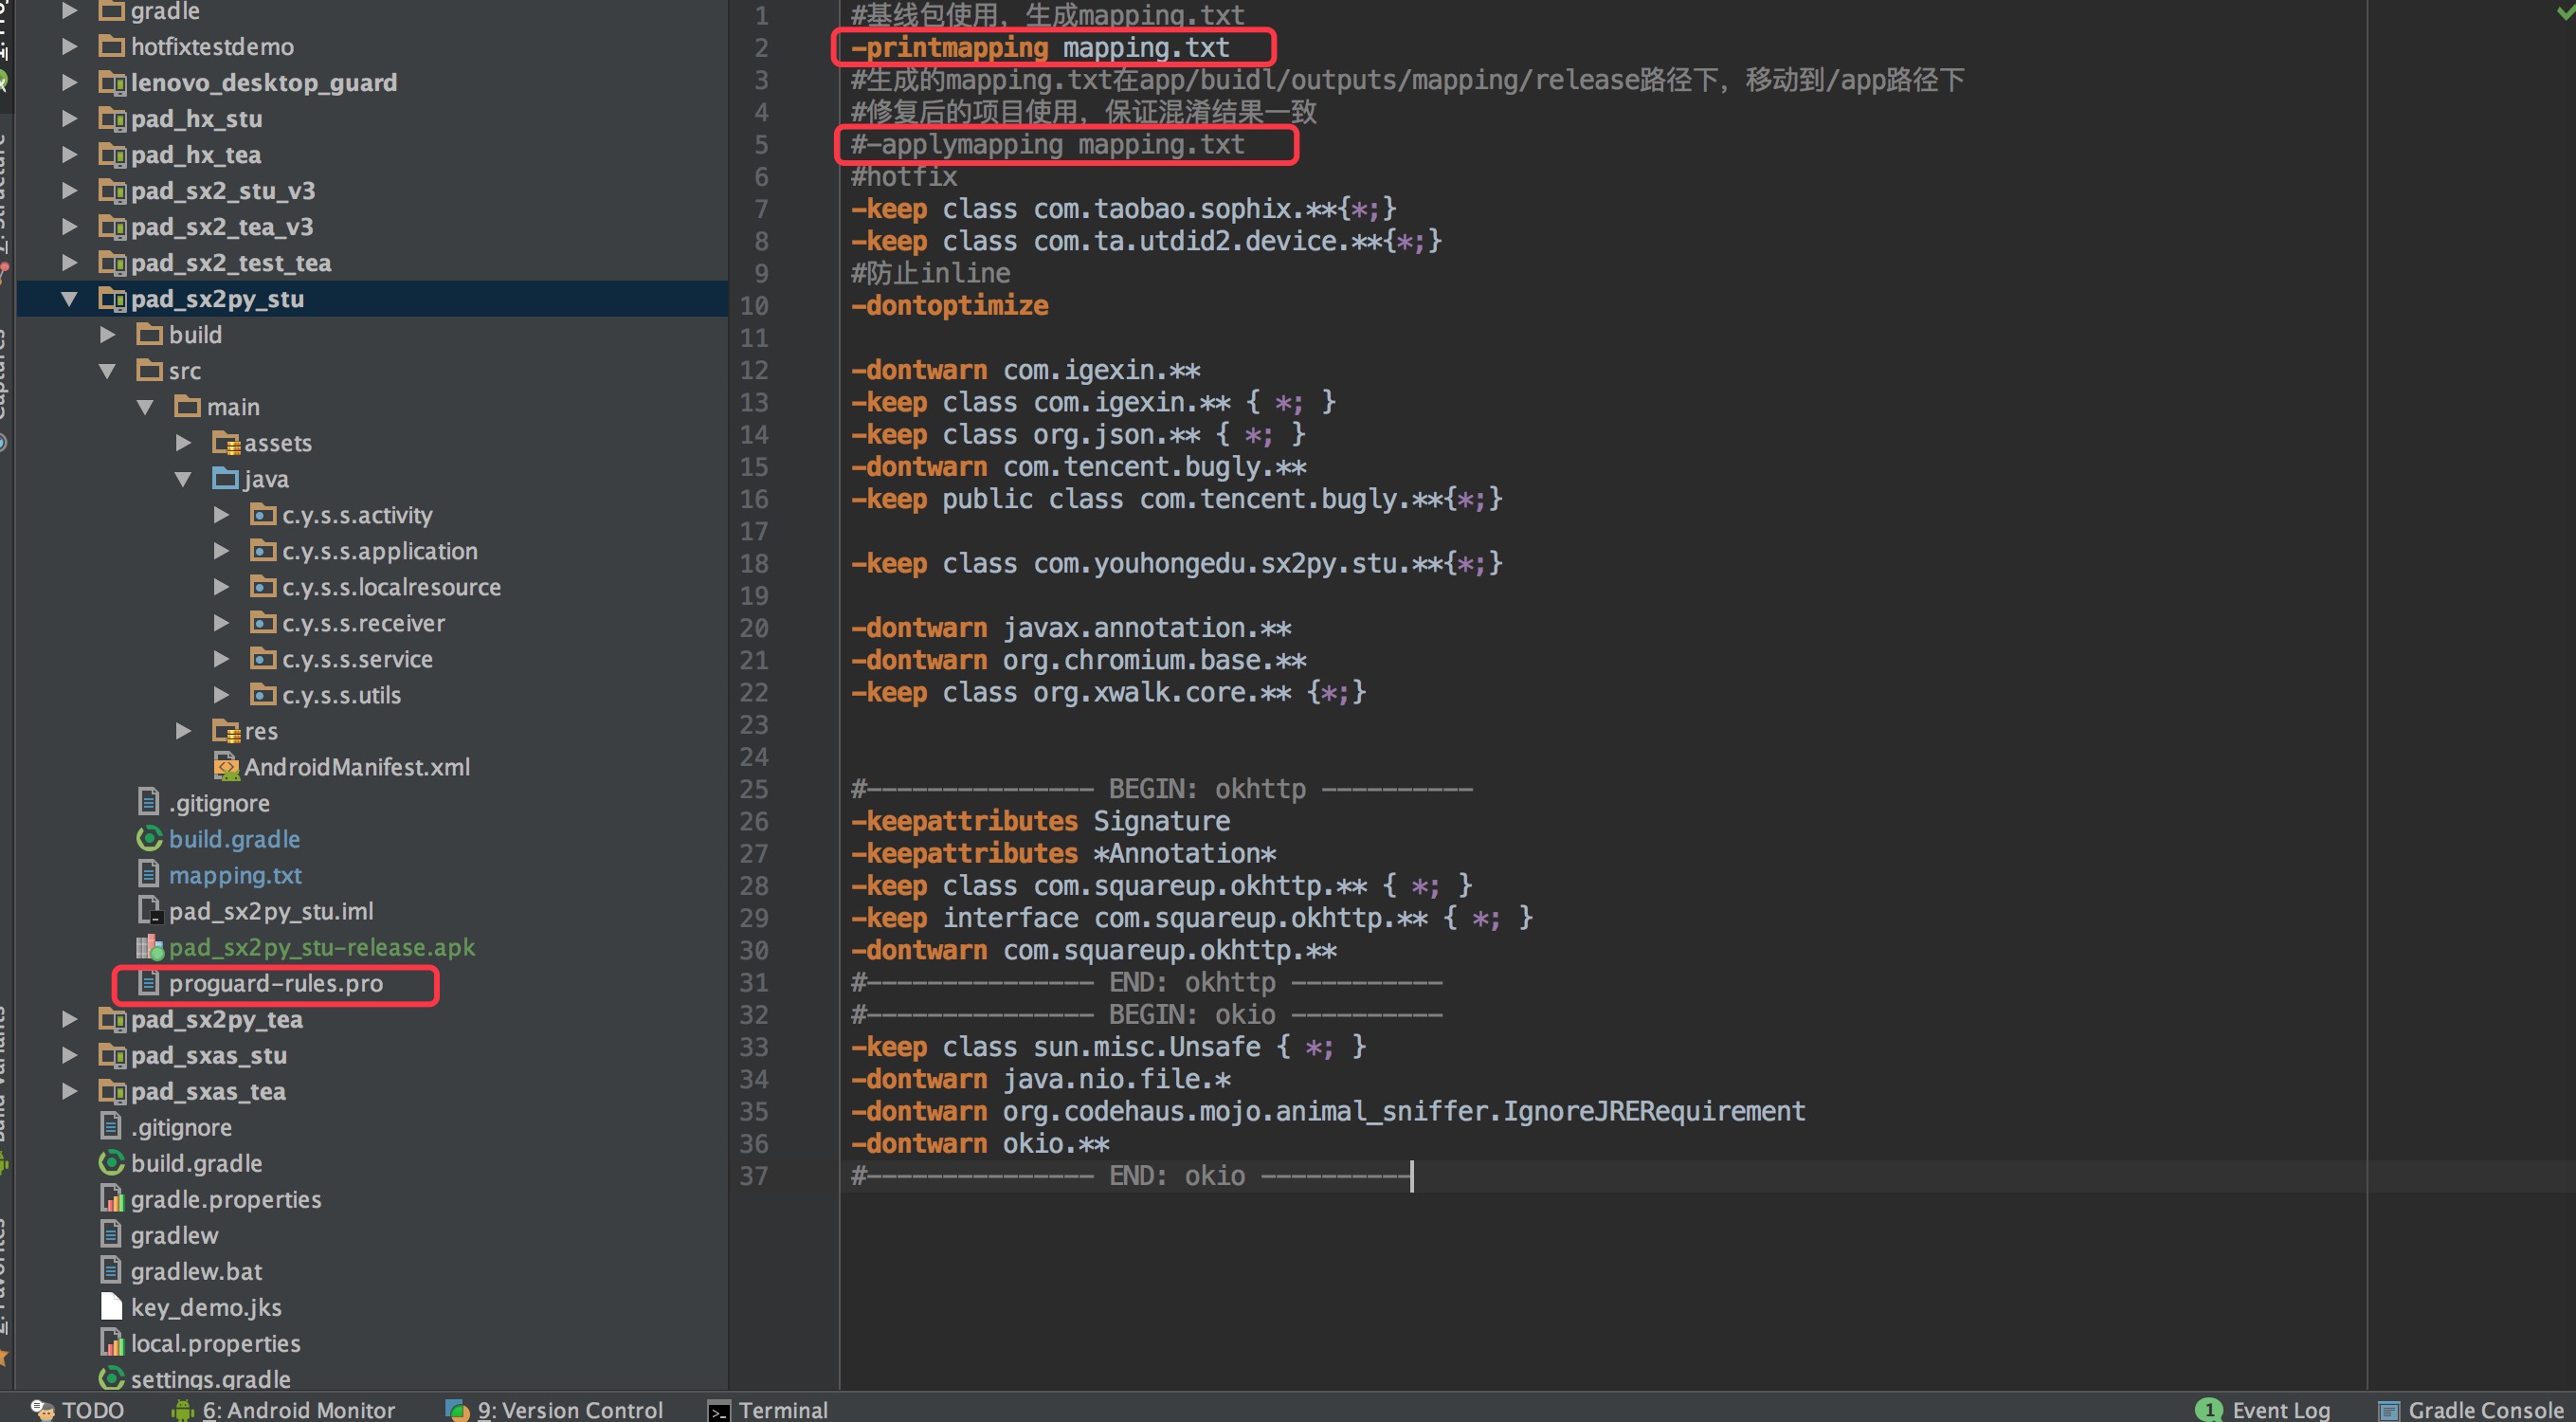 gradle
hotfixtestdemo
lenovo_desktop_guard
pad_hx_stu
pad_hx_tea
pad_sx2_stu_v3
pad_sx2_tea_v3
pad_sx2_test_tea
pad_sx2py_stu
build
src
main
assets
java
c.y.s.s.activity
c.y.s.s.application
c.y.s.s.localresource
c.y.s.s.receiver
c.y.s.s.service
c.y.s.s.utils
res
AndroidManifest.xml
.gitignore
build.gradle
mapping.txt
pad_sx2py_stu.iml
pad_sx2py_stu-release.apk
proguard-rules.pro
pad_sx2py_tea
pad_sxas_stu
pad_sxas_tea
.gitignore
build.gradle
gradle.properties
gradlew
gradlew.bat
key_demo.jks
local.properties
settings.gradle
1 #基线包使用，生成mapping.txt
2 -printmapping mapping.txt
3 #生成的mapping.txt在app/buidl/outputs/mapping/release路径下，移动到/app路径下
4 #修复后的项目使用，保证混淆结果一致
5 #-applymapping mapping.txt
6 #hotfix
7 -keep class com.taobao.sophix.**{*;}
8 -keep class com.ta.utdid2.device.**{*;}
9 #防止inline
10 -dontoptimize
11
12 -dontwarn com.igexin.**
13 -keep class com.igexin.** { *; }
14 -keep class org.json.** { *; }
15 -dontwarn com.tencent.bugly.**
16 -keep public class com.tencent.bugly.**{*;}
17
18 -keep class com.youhongedu.sx2py.stu.**{*;}
19
20 -dontwarn javax.annotation.**
21 -dontwarn org.chromium.base.**
22 -keep class org.xwalk.core.** {*;}
23
24
25 #--------------- BEGIN: okhttp ----------
26 -keepattributes Signature
27 -keepattributes *Annotation*
28 -keep class com.squareup.okhttp.** { *; }
29 -keep interface com.squareup.okhttp.** { *; }
30 -dontwarn com.squareup.okhttp.**
31 #--------------- END: okhttp ----------
32 #--------------- BEGIN: okio ----------
33 -keep class sun.misc.Unsafe { *; }
34 -dontwarn java.nio.file.*
35 -dontwarn org.codehaus.mojo.animal_sniffer.IgnoreJRERequirement
36 -dontwarn okio.**
37 #--------------- END: okio ----------
TODO 6: Android Monitor 9: Version Control Terminal 1 Event Log Gradle Console